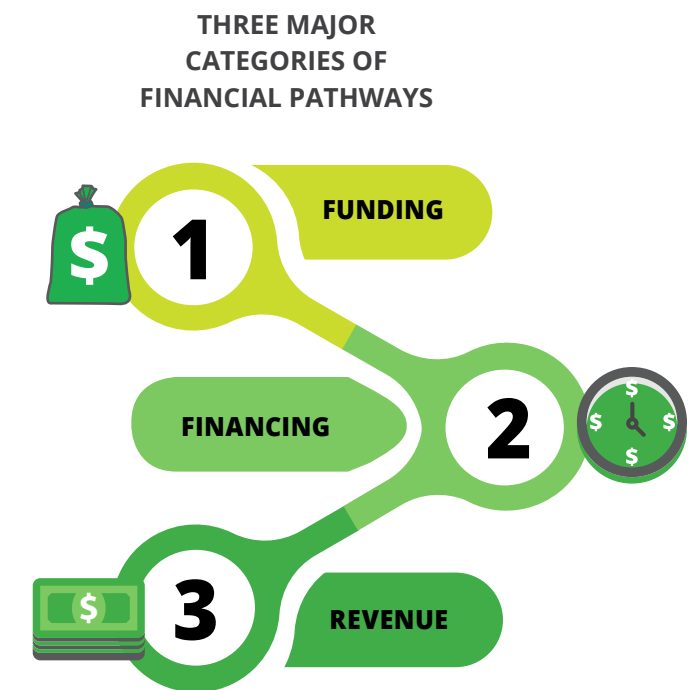 THREE MAJOR
CATEGORIES OF
FINANCIAL PATHWAYS
$
1
FUNDING
FINANCING
2
$
$ $
$
3
$
REVENUE